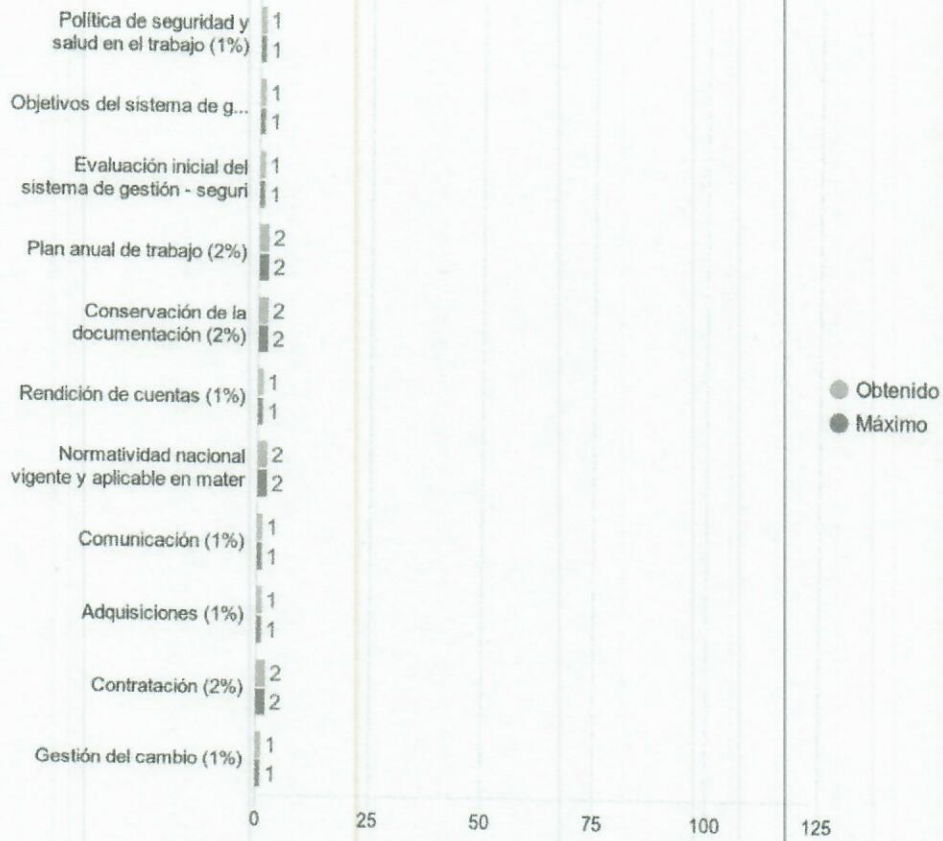 Política de seguridad y
salud en el trabajo (1%)
1
1
Objetivos del sistema de g...
1
1
Evaluación inicial del
sistema de gestión - seguri
1
1
Plan anual de trabajo (2%)
2
2
Conservación de la
documentación (2%)
2
2
Rendición de cuentas (1%)
1
1
Normatividad nacional
vigente y aplicable en mater
2
2
Comunicación (1%)
1
1
Adquisiciones (1%)
1
1
Contratación (2%)
2
2
Gestión del cambio (1%)
1
1
Obtenido
Máximo
0 25 50 75 100 125